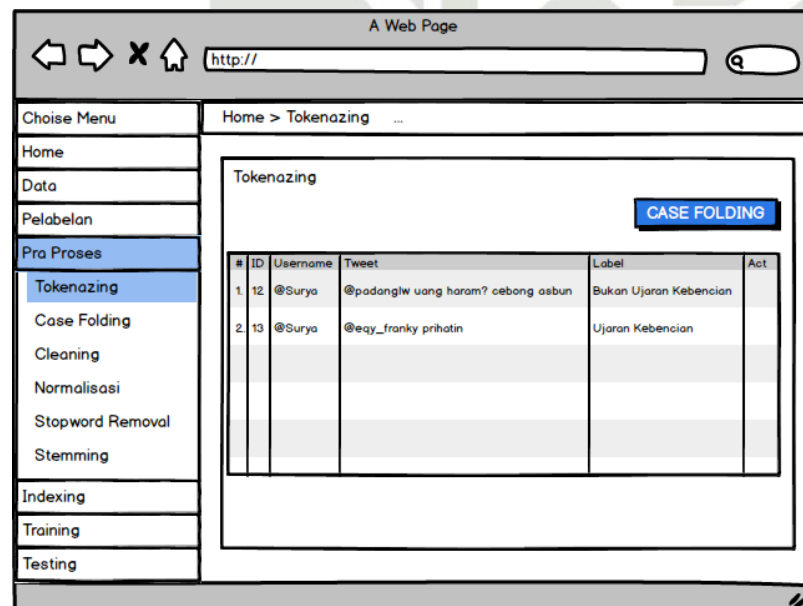 A Web Page
http://
Choise Menu
Home
Data
Pelabelan
Pra Proses
Tokenazing
Case Folding
Cleaning
Normalisasi
Stopword Removal
Stemming
Indexing
Training
Testing
Home > Tokenazing ...
Tokenazing
CASE FOLDING
# ID Username Tweet Label Act
1. 12 @Surya @padanglw uang haram? cebong asbun Bukan Ujaran Kebencian
2. 13 @Surya @eqy_franky prihatin Ujaran Kebencian